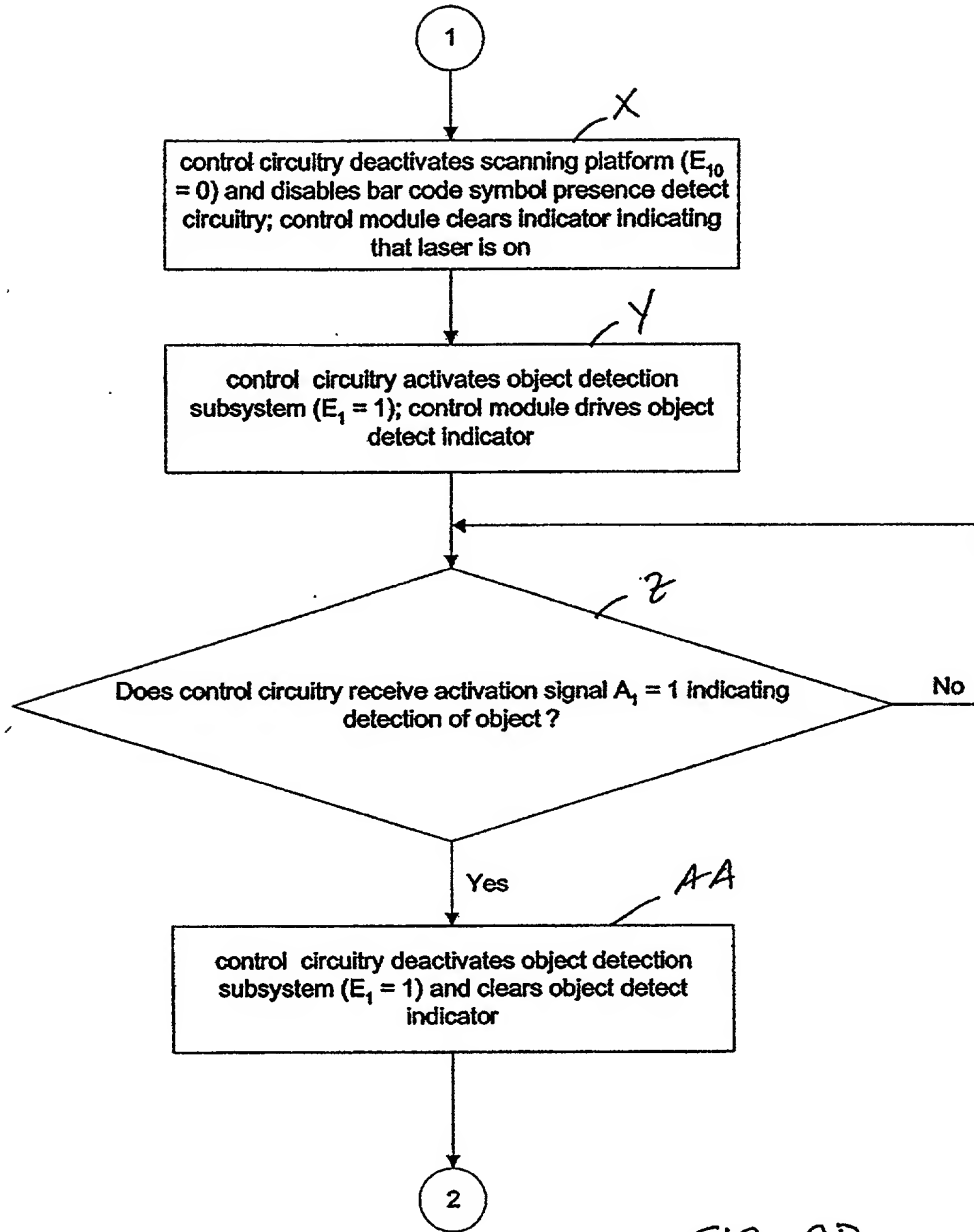 1
X
control circuitry deactivates scanning platform (E₁₀
= 0) and disables bar code symbol presence detect
circuitry; control module clears indicator indicating
that laser is on
Y
control circuitry activates object detection
subsystem (E₁ = 1); control module drives object
detect indicator
Z
Does control circuitry receive activation signal A₁ = 1 indicating
detection of object ?
No
Yes
AA
control circuitry deactivates object detection
subsystem (E₁ = 1) and clears object detect
indicator
2